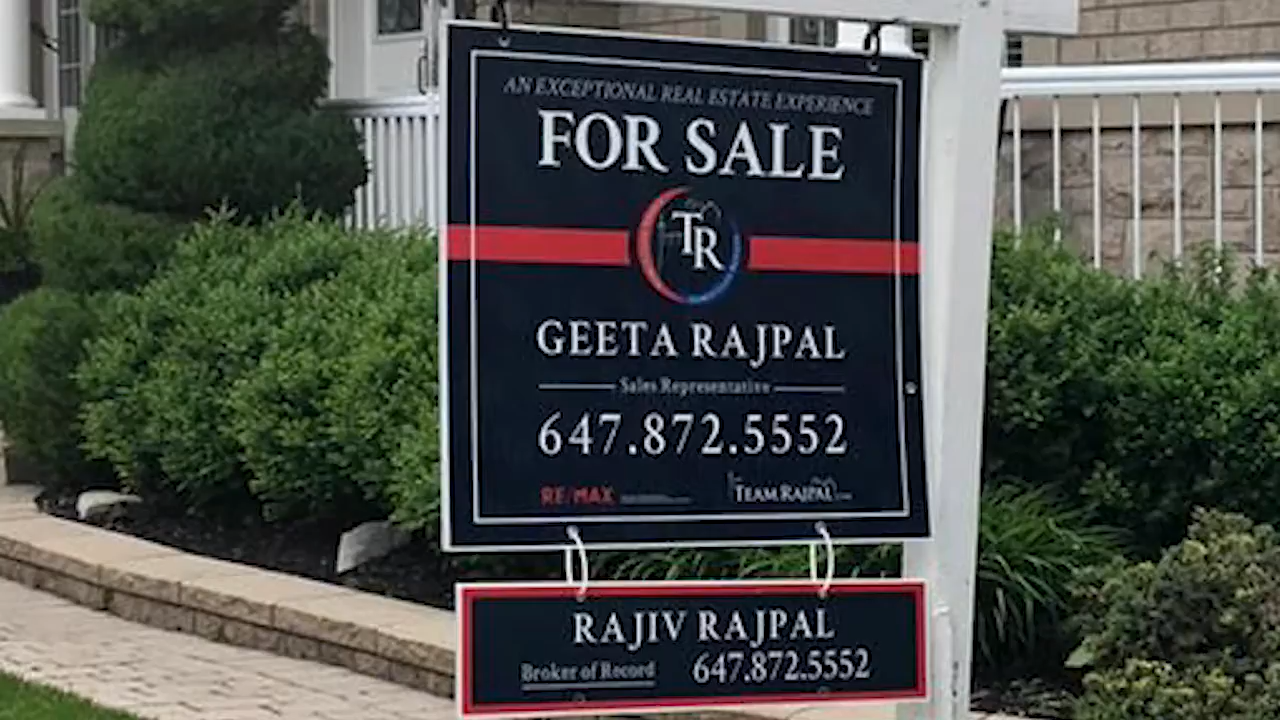 AN EXCEPTIONAL REAL ESTATE EXPERIENCE
FOR SALE
TR
GEETA RAJPAL
Sales Representative
647.872.5552
RE/MAX
TEAM RAJPAL
RAJIV RAJPAL
Broker of Record 647.872.5552